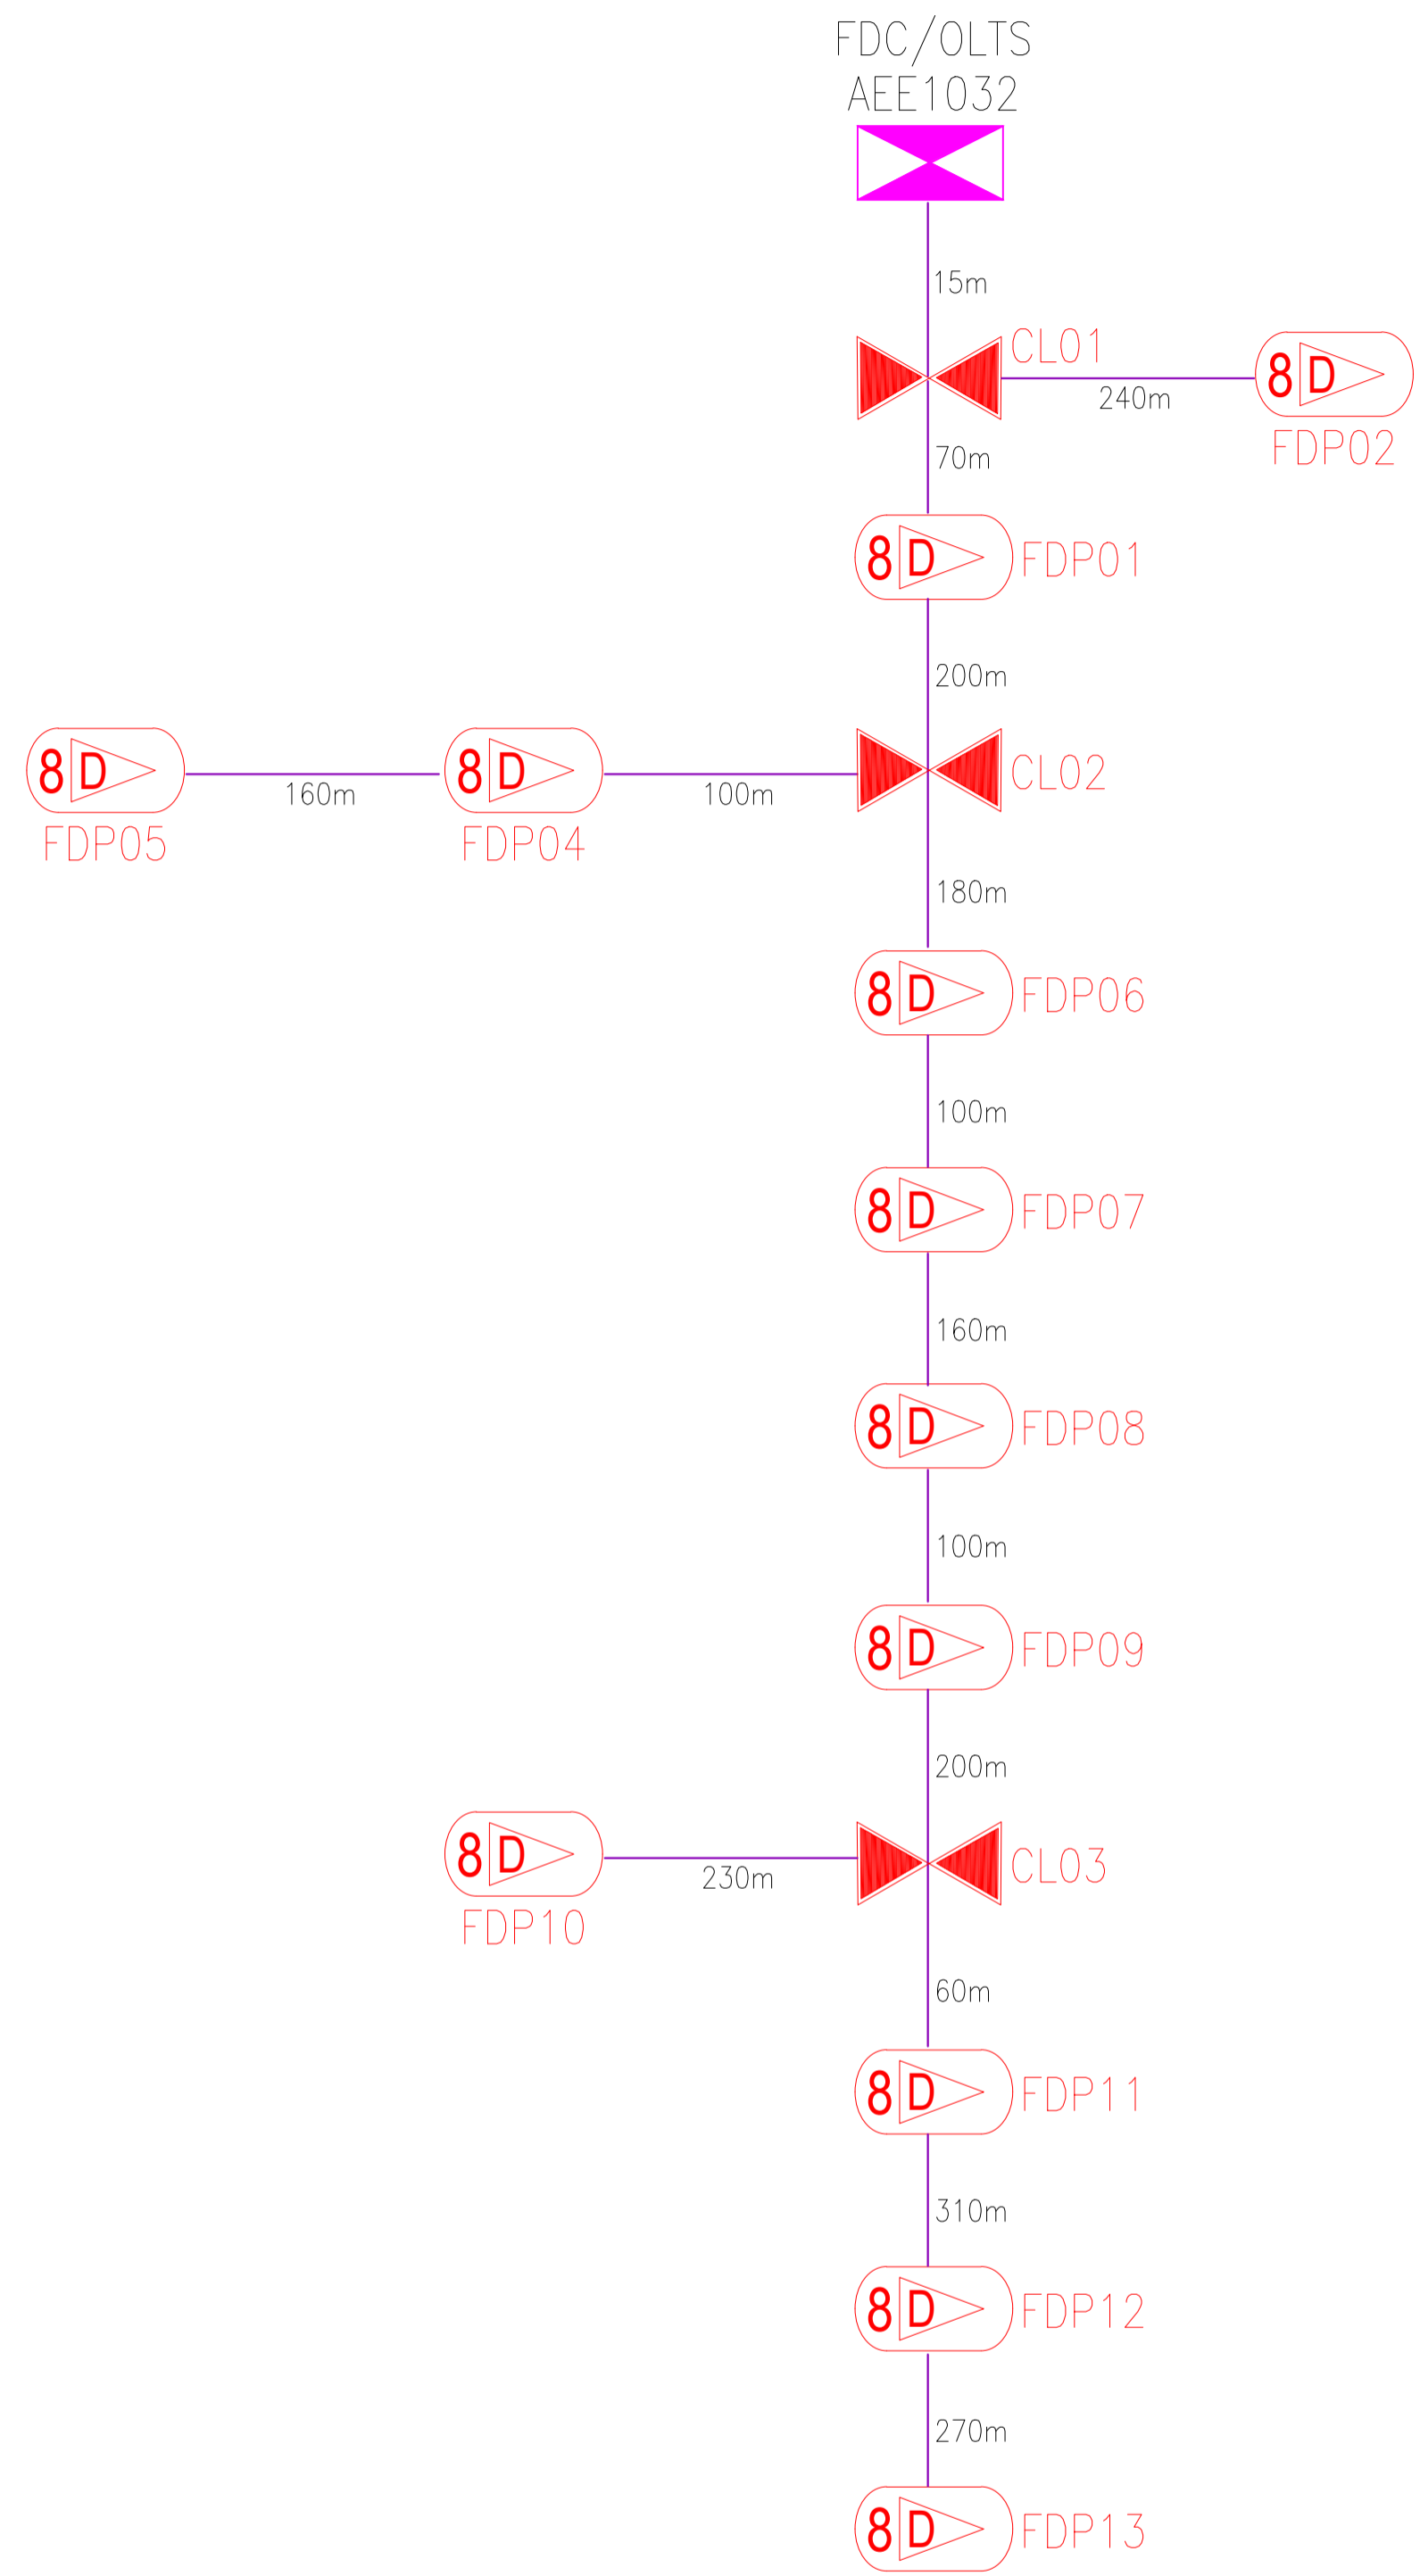 FDC/OLTS
AEE1032
15m
CL01
8 D
240m
FDP02
70m
8 D FDP01
200m
8 D
160m
8 D
100m
CL02
FDP05
FDP04
180m
8 D FDP06
100m
8 D FDP07
160m
8 D FDP08
100m
8 D FDP09
200m
8 D
230m
CL03
FDP10
60m
8 D FDP11
310m
8 D FDP12
270m
8 D FDP13